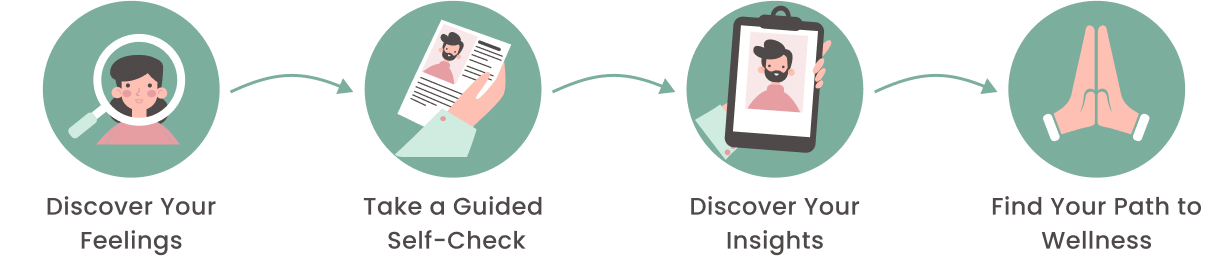 Discover Your
Feelings
Take a Guided
Self-Check
Discover Your
Insights
Find Your Path to
Wellness